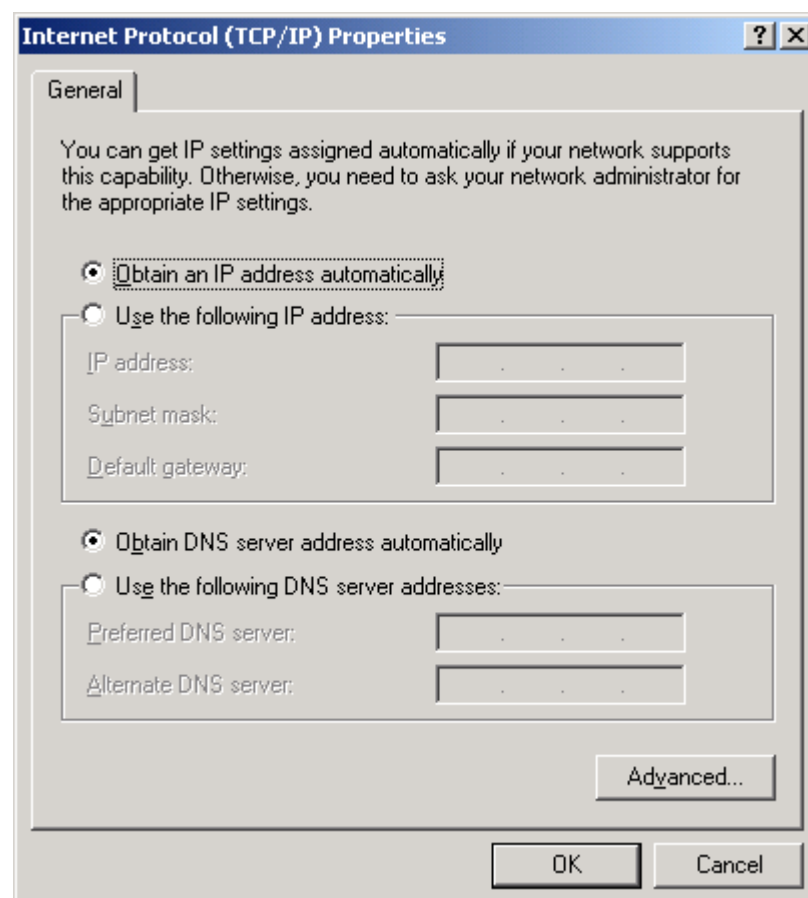 Internet Protocol (TCP/IP) Properties
General
You can get IP settings assigned automatically if your network supports
this capability. Otherwise, you need to ask your network administrator for
the appropriate IP settings.
Obtain an IP address automatically
Use the following IP address:
IP address:
Subnet mask:
Default gateway:
Obtain DNS server address automatically
Use the following DNS server addresses:
Preferred DNS server:
Alternate DNS server:
Advanced...
OK Cancel